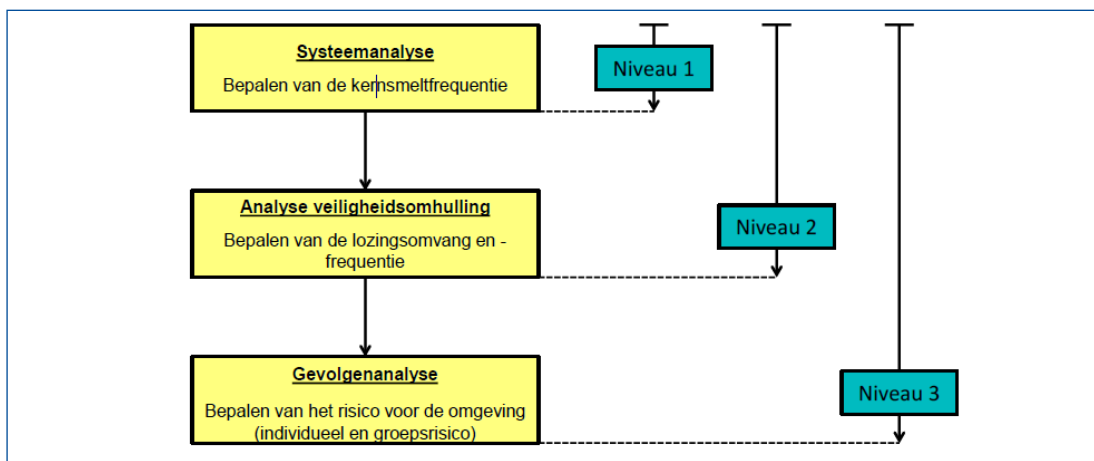 Systeemanalyse
Bepalen van de kernsmeltfrequentie
Niveau 1
Analyse veiligheidsomhulling
Bepalen van de lozingsomvang en -
frequentie
Niveau 2
Gevolgenanalyse
Bepalen van het risico voor de omgeving
(individueel en groepsrisico)
Niveau 3